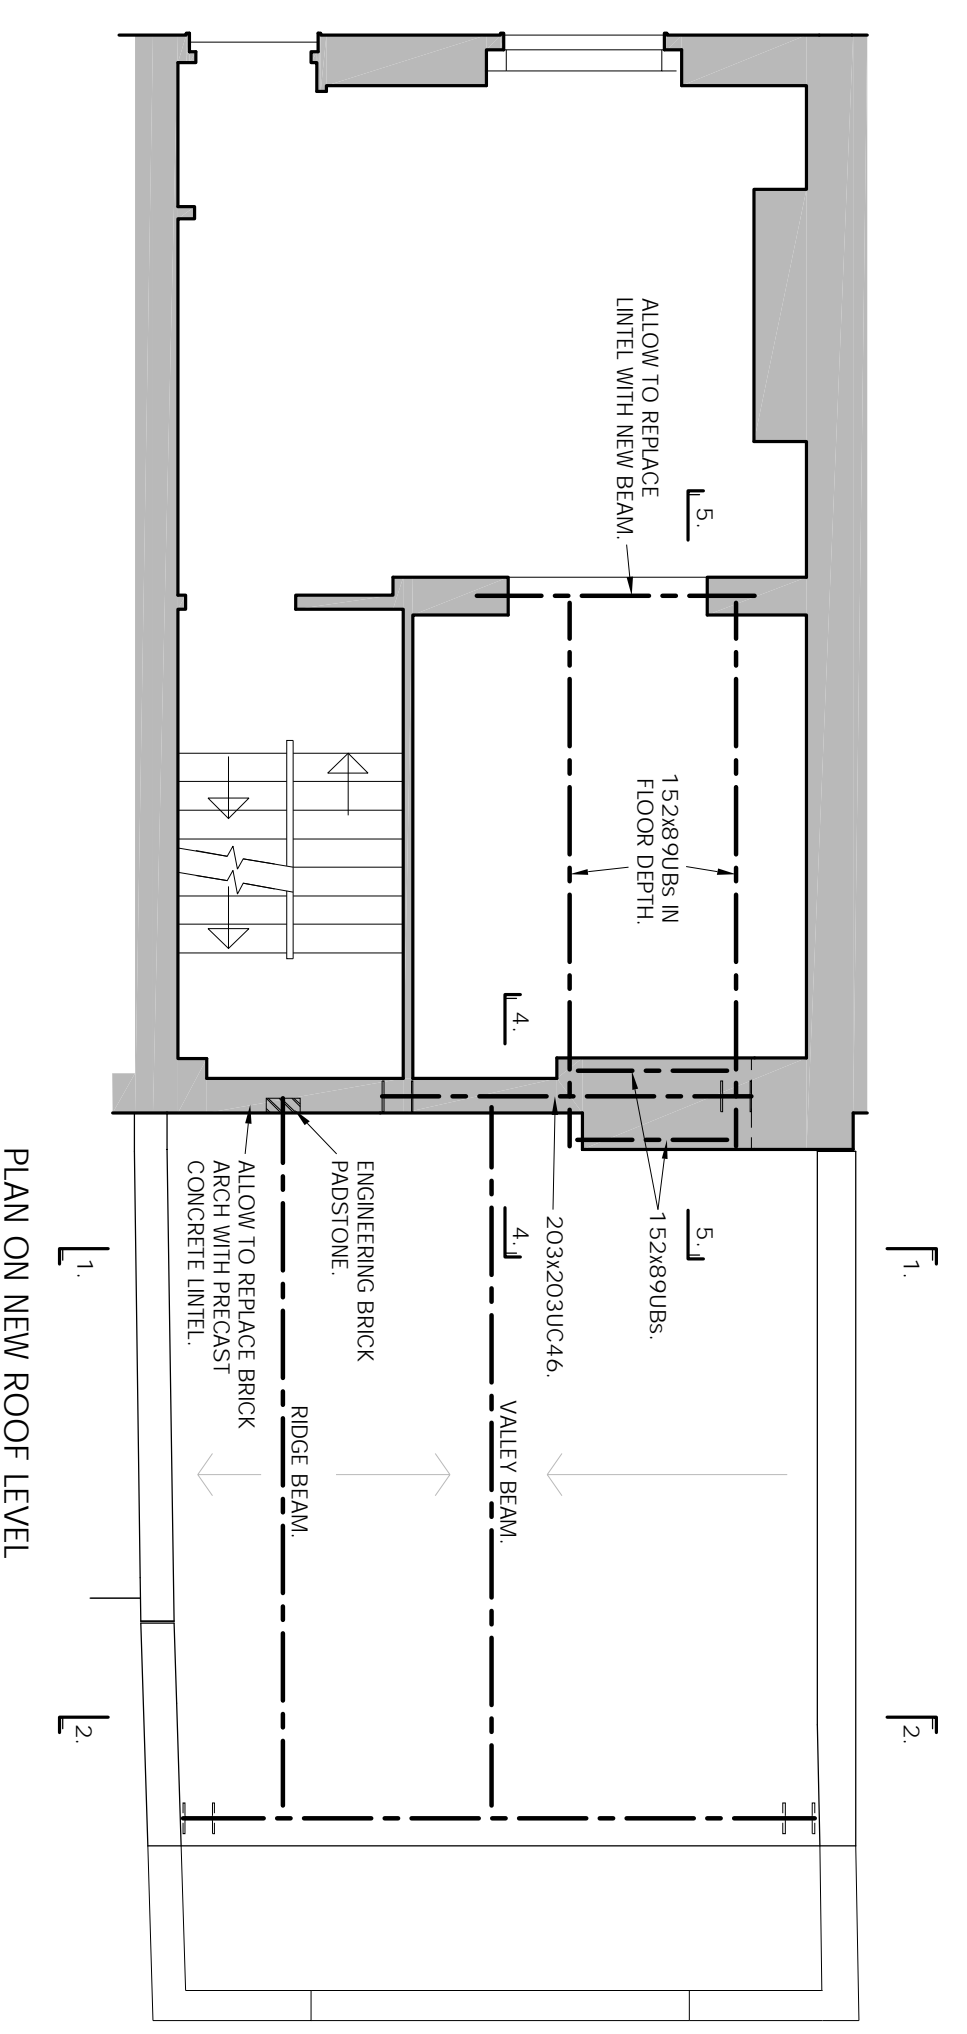 ALLOW TO REPLACE
LINTEL WITH NEW BEAM.
5.
152x89UBs IN
FLOOR DEPTH.
4.
5.
152x89UBs.
4.
203x203UC46.
ENGINEERING BRICK
PADSTONE.
ALLOW TO REPLACE BRICK
ARCH WITH PRECAST
CONCRETE LINTEL.
1.
1.
VALLEY BEAM.
RIDGE BEAM.
2.
2.
PLAN ON NEW ROOF LEVEL